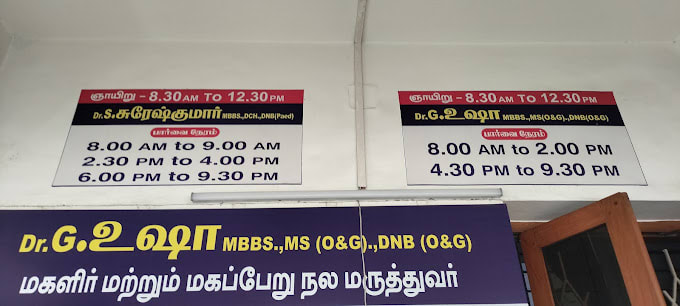 ஞாயிறு - 8.30 AM TO 12.30 PM
Dr.S.சுரேஷ்குமார் MBBS.,DCH.,DNB(Paed)
பார்வை நேரம்
8.00 AM to 9.00 AM
2.30 PM to 4.00 PM
6.00 PM to 9.30 PM
ஞாயிறு - 8.30 AM TO 12.30 PM
Dr.G.உஷா MBBS.,MS(O&G).,DNB(O&G)
பார்வை நேரம்
8.00 AM to 2.00 PM
4.30 PM to 9.30 PM
Dr.G.உஷா MBBS.,MS (O&G).,DNB (O&G)
மகளிர் மற்றும் மகப்பேறு நல மருத்துவர்